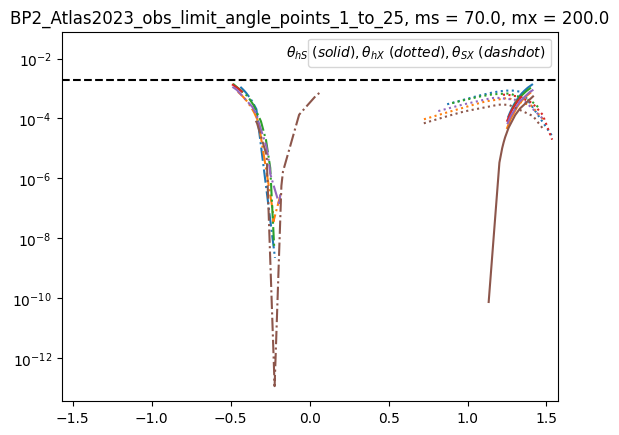 BP2_Atlas2023_obs_limit_angle_points_1_to_25, ms = 70.0, mx = 200.0
θhS (solid), θhX (dotted), θSX (dashdot)
10−2
10−4
10−6
10−8
10−10
10−12
−1.5 −1.0 −0.5 0.0 0.5 1.0 1.5